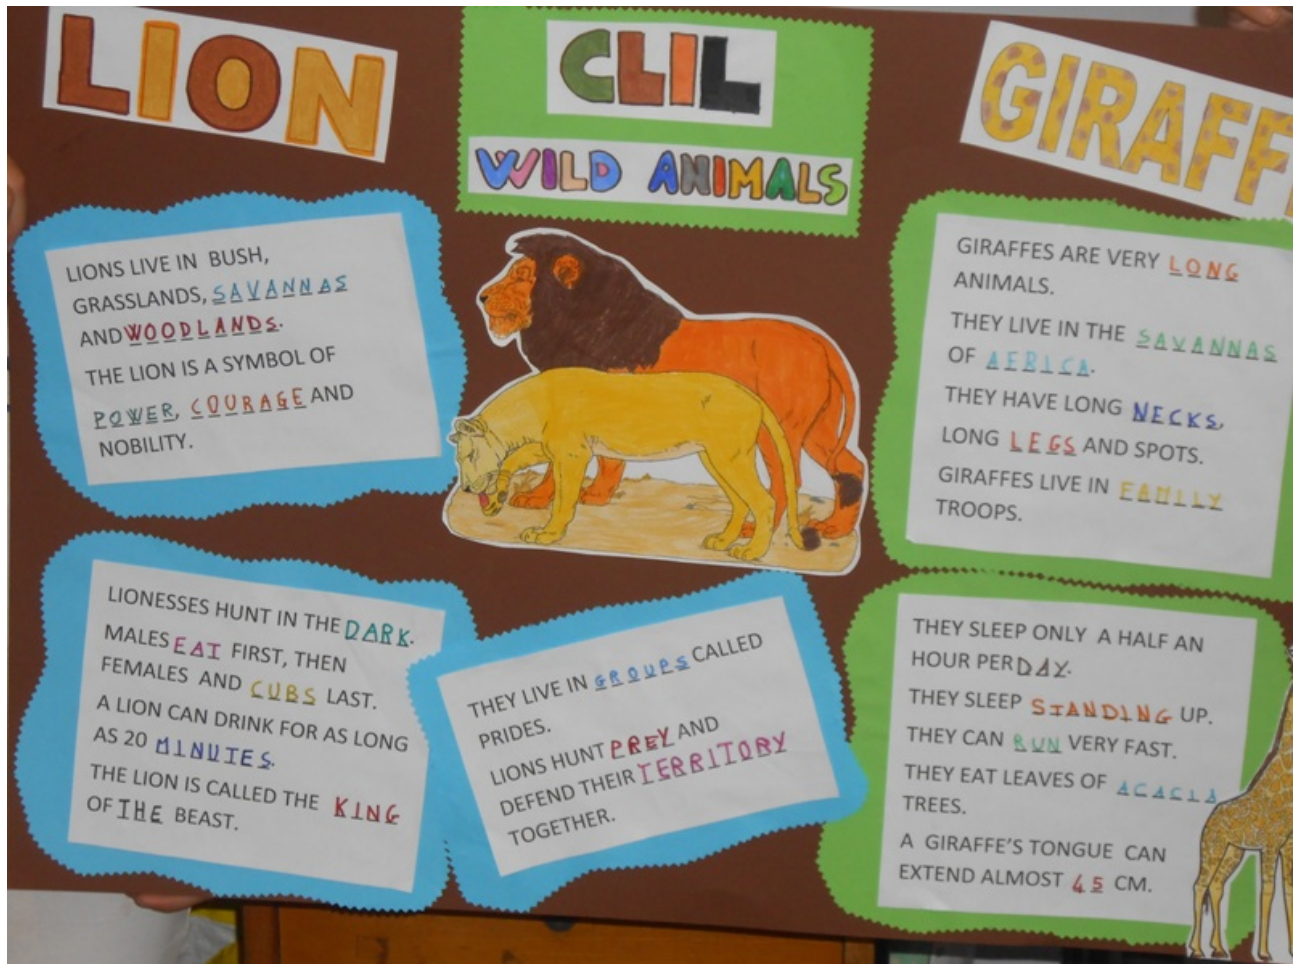 LION
CLIL
WILD ANIMALS
GIRAFF
LIONS LIVE IN BUSH,
GRASSLANDS, SAVANNAS
AND WOODLANDS.
THE LION IS A SYMBOL OF
POWER, COURAGE AND
NOBILITY.
LIONESSES HUNT IN THE DARK.
MALES EAT FIRST, THEN
FEMALES AND CUBS LAST.
A LION CAN DRINK FOR AS LONG
AS 20 MINUTES.
THE LION IS CALLED THE KING
OF THE BEAST.
THEY LIVE IN GROUPS CALLED
PRIDES.
LIONS HUNT PREY AND
DEFEND THEIR TERRITORY
TOGETHER.
GIRAFFES ARE VERY LONG
ANIMALS.
THEY LIVE IN THE SAVANNAS
OF AFRICA.
THEY HAVE LONG NECKS,
LONG LEGS AND SPOTS.
GIRAFFES LIVE IN FAMILY
TROOPS.
THEY SLEEP ONLY A HALF AN
HOUR PER DAY.
THEY SLEEP STANDING UP.
THEY CAN RUN VERY FAST.
THEY EAT LEAVES OF ACACIA
TREES.
A GIRAFFE'S TONGUE CAN
EXTEND ALMOST 45 CM.